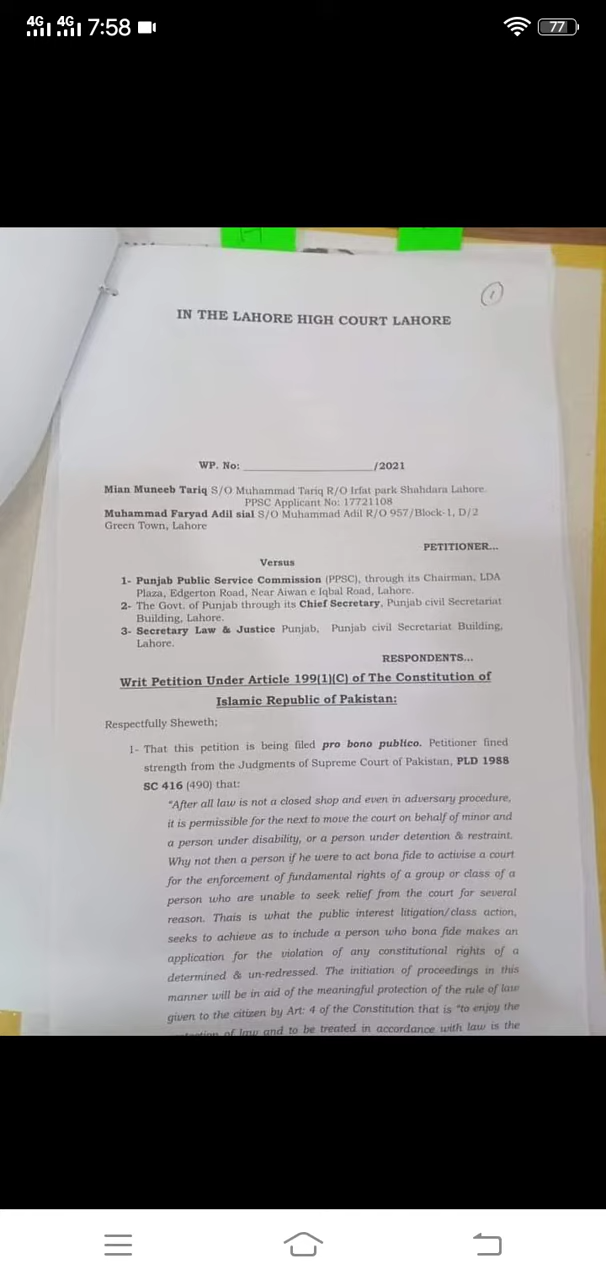 4G 4G 7:58 77
H
1
IN THE LAHORE HIGH COURT LAHORE
WP. No: ____________________/2021
Mian Muneeb Tariq S/O Muhammad Tariq R/O Irfat park Shahdara Lahore.
PPSC Applicant No: 17721108
Muhammad Faryad Adil sial S/O Muhammad Adil R/O 957/Block-1, D/2
Green Town, Lahore
PETITIONER...
Versus
1- Punjab Public Service Commission (PPSC), through its Chairman, LDA
Plaza, Edgerton Road, Near Aiwan e Iqbal Road, Lahore.
2- The Govt. of Punjab through its Chief Secretary, Punjab civil Secretariat
Building, Lahore.
3- Secretary Law & Justice Punjab, Punjab civil Secretariat Building,
Lahore.
RESPONDENTS...
Writ Petition Under Article 199(1)(C) of The Constitution of
Islamic Republic of Pakistan:
Respectfully Sheweth;
1- That this petition is being filed pro bono publico. Petitioner fined
strength from the Judgments of Supreme Court of Pakistan, PLD 1988
SC 416 (490) that:
"After all law is not a closed shop and even in adversary procedure,
it is permissible for the next to move the court on behalf of minor and
a person under disability, or a person under detention & restraint.
Why not then a person if he were to act bona fide to activise a court
for the enforcement of fundamental rights of a group or class of a
person who are unable to seek relief from the court for several
reason. Thais is what the public interest litigation/class action,
seeks to achieve as to include a person who bona fide makes an
application for the violation of any constitutional rights of a
determined & un-redressed. The initiation of proceedings in this
manner will be in aid of the meaningful protection of the rule of law
given to the citizen by Art: 4 of the Constitution that is "to enjoy the
of law and to be treated in accordance with law is the